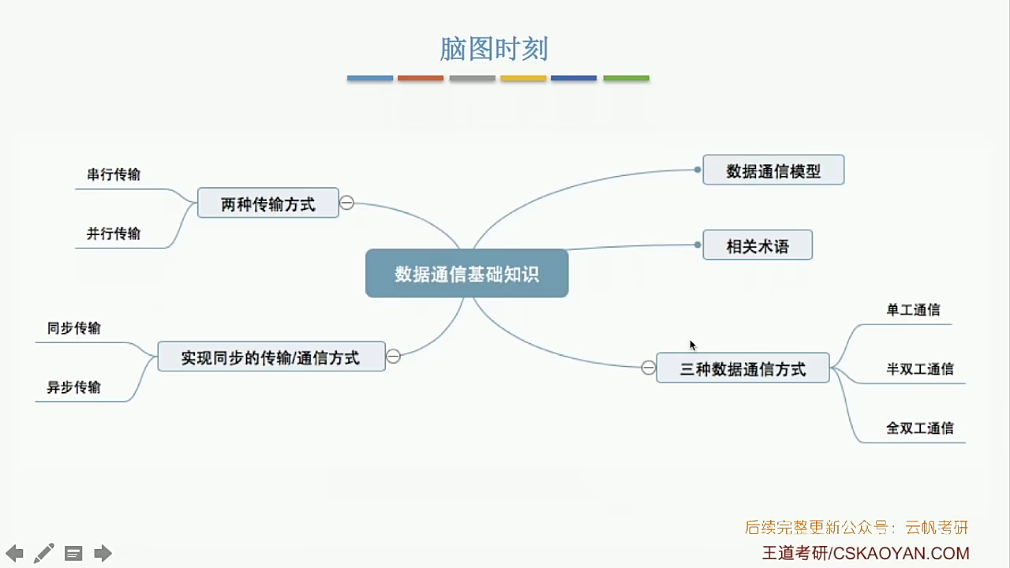 脑图时刻
串行传输
并行传输
两种传输方式
数据通信模型
相关术语
数据通信基础知识
同步传输
异步传输
实现同步的传输/通信方式
三种数据通信方式
单工通信
半双工通信
全双工通信
后续完整更新公众号：云帆考研
王道考研/CSKAOYAN.COM